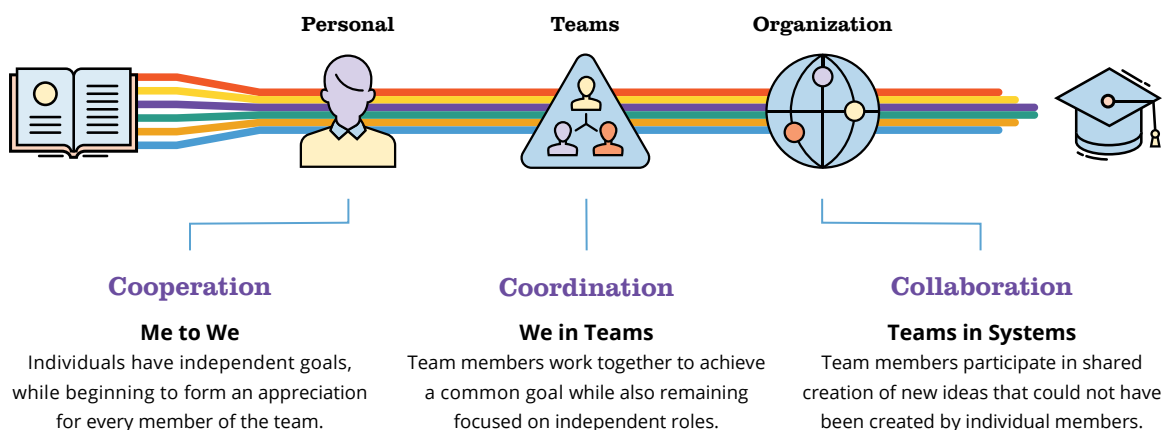 Personal
Teams
Organization
Cooperation
Me to We
Individuals have independent goals,
while beginning to form an appreciation
for every member of the team.
Coordination
We in Teams
Team members work together to achieve
a common goal while also remaining
focused on independent roles.
Collaboration
Teams in Systems
Team members participate in shared
creation of new ideas that could not have
been created by individual members.